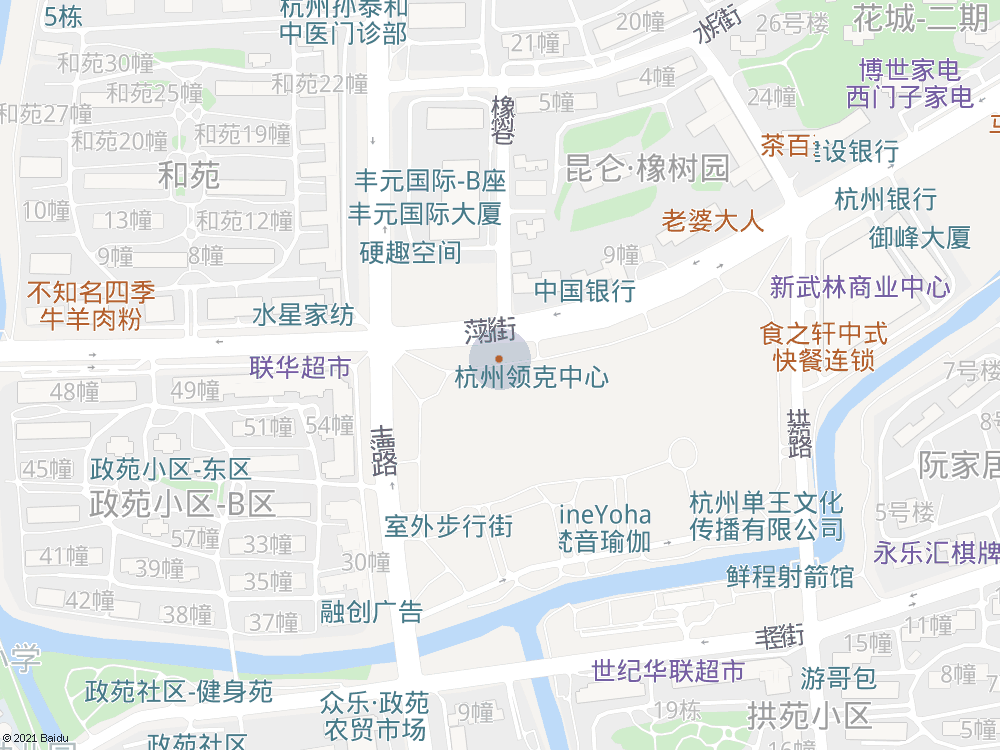 5栋
杭州孙泰和
中医门诊部
20幢
26号楼
花城-二期
21幢
和苑30幢
博世家电
西门子家电
4幢
和苑22幢
和苑25幢
5幢
24幢
和苑27幢
和苑20幢
和苑19幢
茶百
建设银行
和苑
昆仑·橡树园
丰元国际-B座
杭州银行
10幢
13幢
和苑12幢
丰元国际大厦
老婆大人
御峰大厦
9幢
8幢
硬趣空间
9幢
不知名四季
牛羊肉粉
中国银行
新武林商业中心
水星家纺
食之轩中式
快餐连锁
联华超市
杭州领克中心
7号楼
48幢
49幢
51幢
54幢
8号
45幢
政苑小区-东区
阮家居
政苑小区-B区
杭州单王文化
传播有限公司
室外步行街
ineYoha
梵音瑜伽
5号楼
57幢
33幢
41幢
39幢
30幢
永乐汇棋牌
35幢
鲜程射箭馆
42幢
38幢
37幢
融创广告
11幢
15幢
小学
世纪华联超市
游哥包
8幢
政苑社区-健身苑
众乐·政苑
农贸市场
9幢
19栋
拱苑小区
政苑社区
© 2021 Baidu